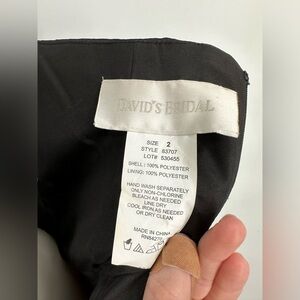 DAVID'S BRIDAL
SIZE 2
STYLE 83707
LOT# 530455
SHELL: 100% POLYESTER
LINING: 100% POLYESTER
HAND WASH SEPARATELY
ONLY NON-CHLORINE
BLEACH AS NEEDED
LINE DRY
COOL IRON AS NEEDED
OR DRY CLEAN
MADE IN CHINA